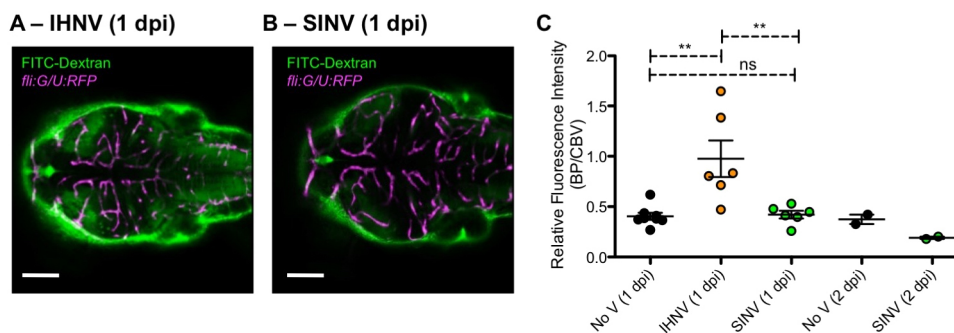 A – IHNV (1 dpi)
FITC-Dextran
fli:G/U:RFP
B – SINV (1 dpi)
FITC-Dextran
fli:G/U:RFP
C
**
**
ns
Relative Fluorescence Intensity
(BP/CBV)
2.0
1.5
1.0
0.5
0.0
No V (1 dpi)
IHNV (1 dpi)
SINV (1 dpi)
No V (2 dpi)
SINV (2 dpi)